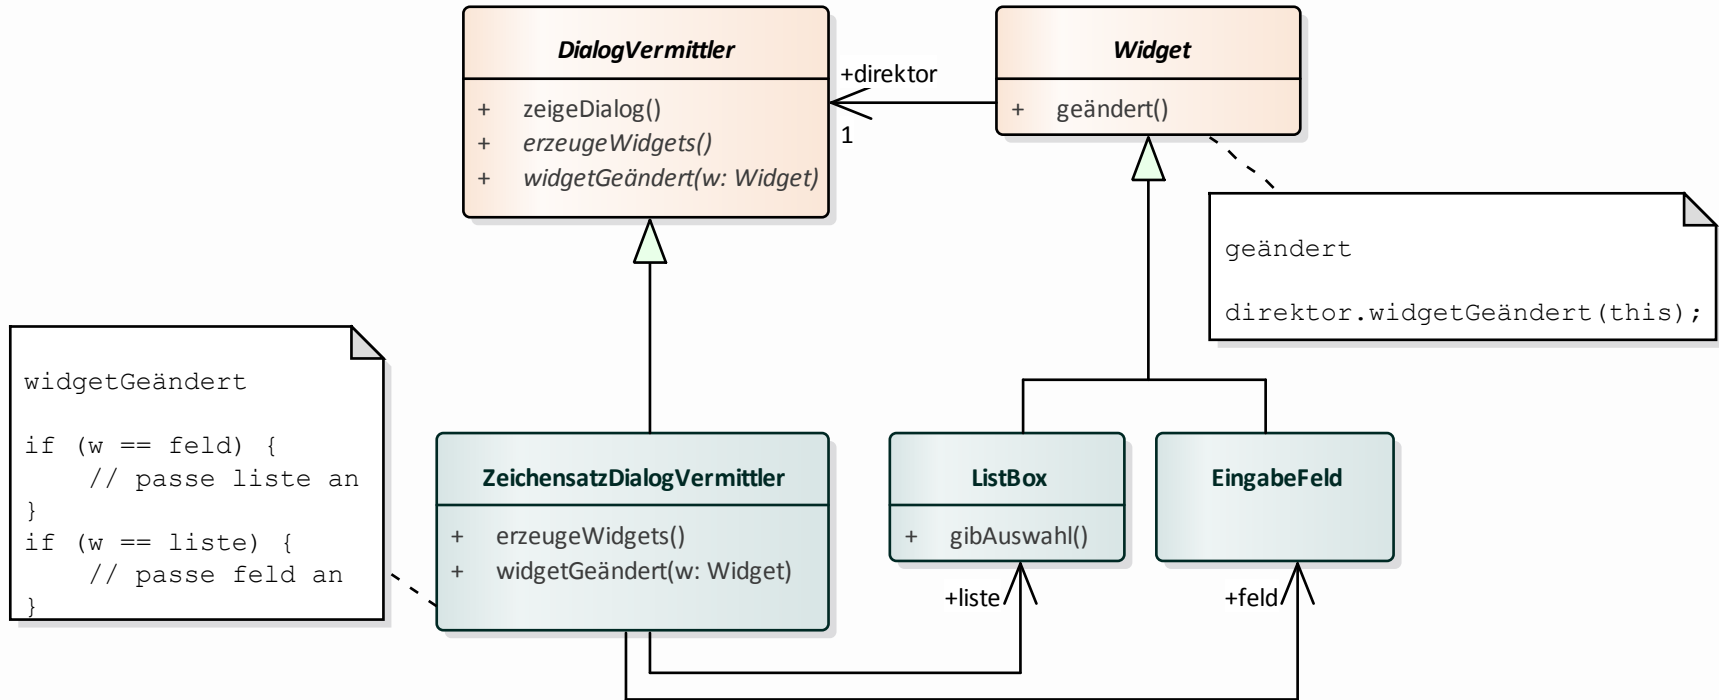 DialogVermittler
+ zeigeDialog()
+ erzeugeWidgets()
+ widgetGeändert(w: Widget)
+direktor
1
Widget
+ geändert()
geändert
direktor.widgetGeändert(this);
widgetGeändert
if (w == feld) {
// passe liste an
}
if (w == liste) {
// passe feld an
}
ZeichensatzDialogVermittler
+ erzeugeWidgets()
+ widgetGeändert(w: Widget)
ListBox
+ gibAuswahl()
EingabeFeld
+liste
+feld